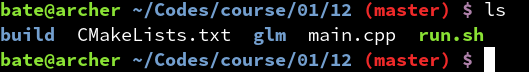 bate@archer ~/Codes/course/01/12 (master) $ ls
build  CMakeLists.txt  glm  main.cpp  run.sh
bate@archer ~/Codes/course/01/12 (master) $